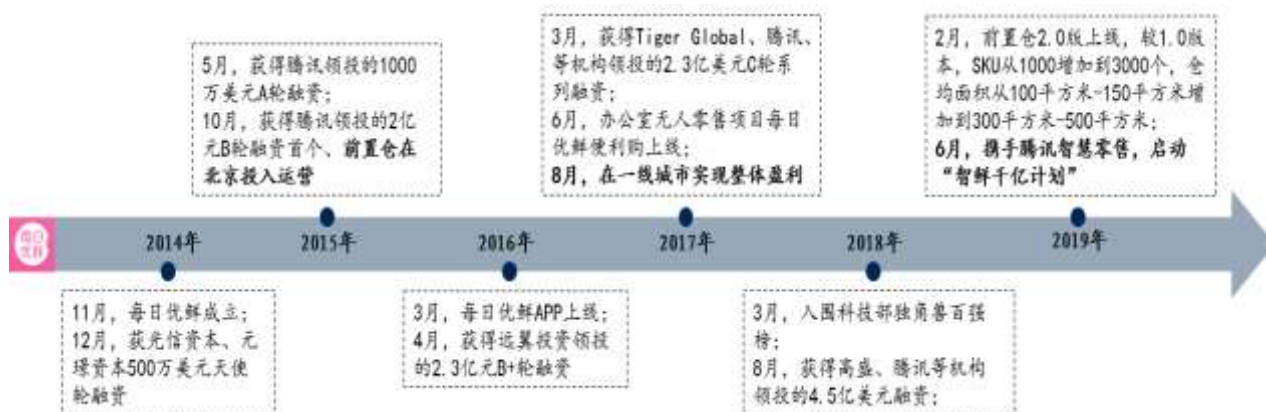 5月，获得腾讯领投的1000
万美元A轮融资；
10月，获得腾讯领投的2亿
元B轮融资首个、前置仓在
北京投入运营
3月，获得Tiger Global、腾讯、
等机构领投的2.3亿美元C轮系
列融资；
6月，办公室无人零售项目每日
优鲜便利购上线；
8月，在一线城市实现整体盈利
2月，前置仓2.0版上线，较1.0版
本，SKU从1000增加到3000个，仓
均面积从100平方米-150平方米增
加到300平方米-500平方米；
6月，携手腾讯智慧零售，启动
“智鲜千亿计划”
每日
优鲜
2014年
2015年
2016年
2017年
2018年
2019年
11月，每日优鲜成立；
12月，获光信资本、元
璟资本500万美元天使
轮融资
3月，每日优鲜APP上线；
4月，获得远翼投资领投
的2.3亿元B+轮融资
3月，入围科技部独角兽百强
榜；
8月，获得高盛、腾讯等机构
领投的4.5亿美元融资；